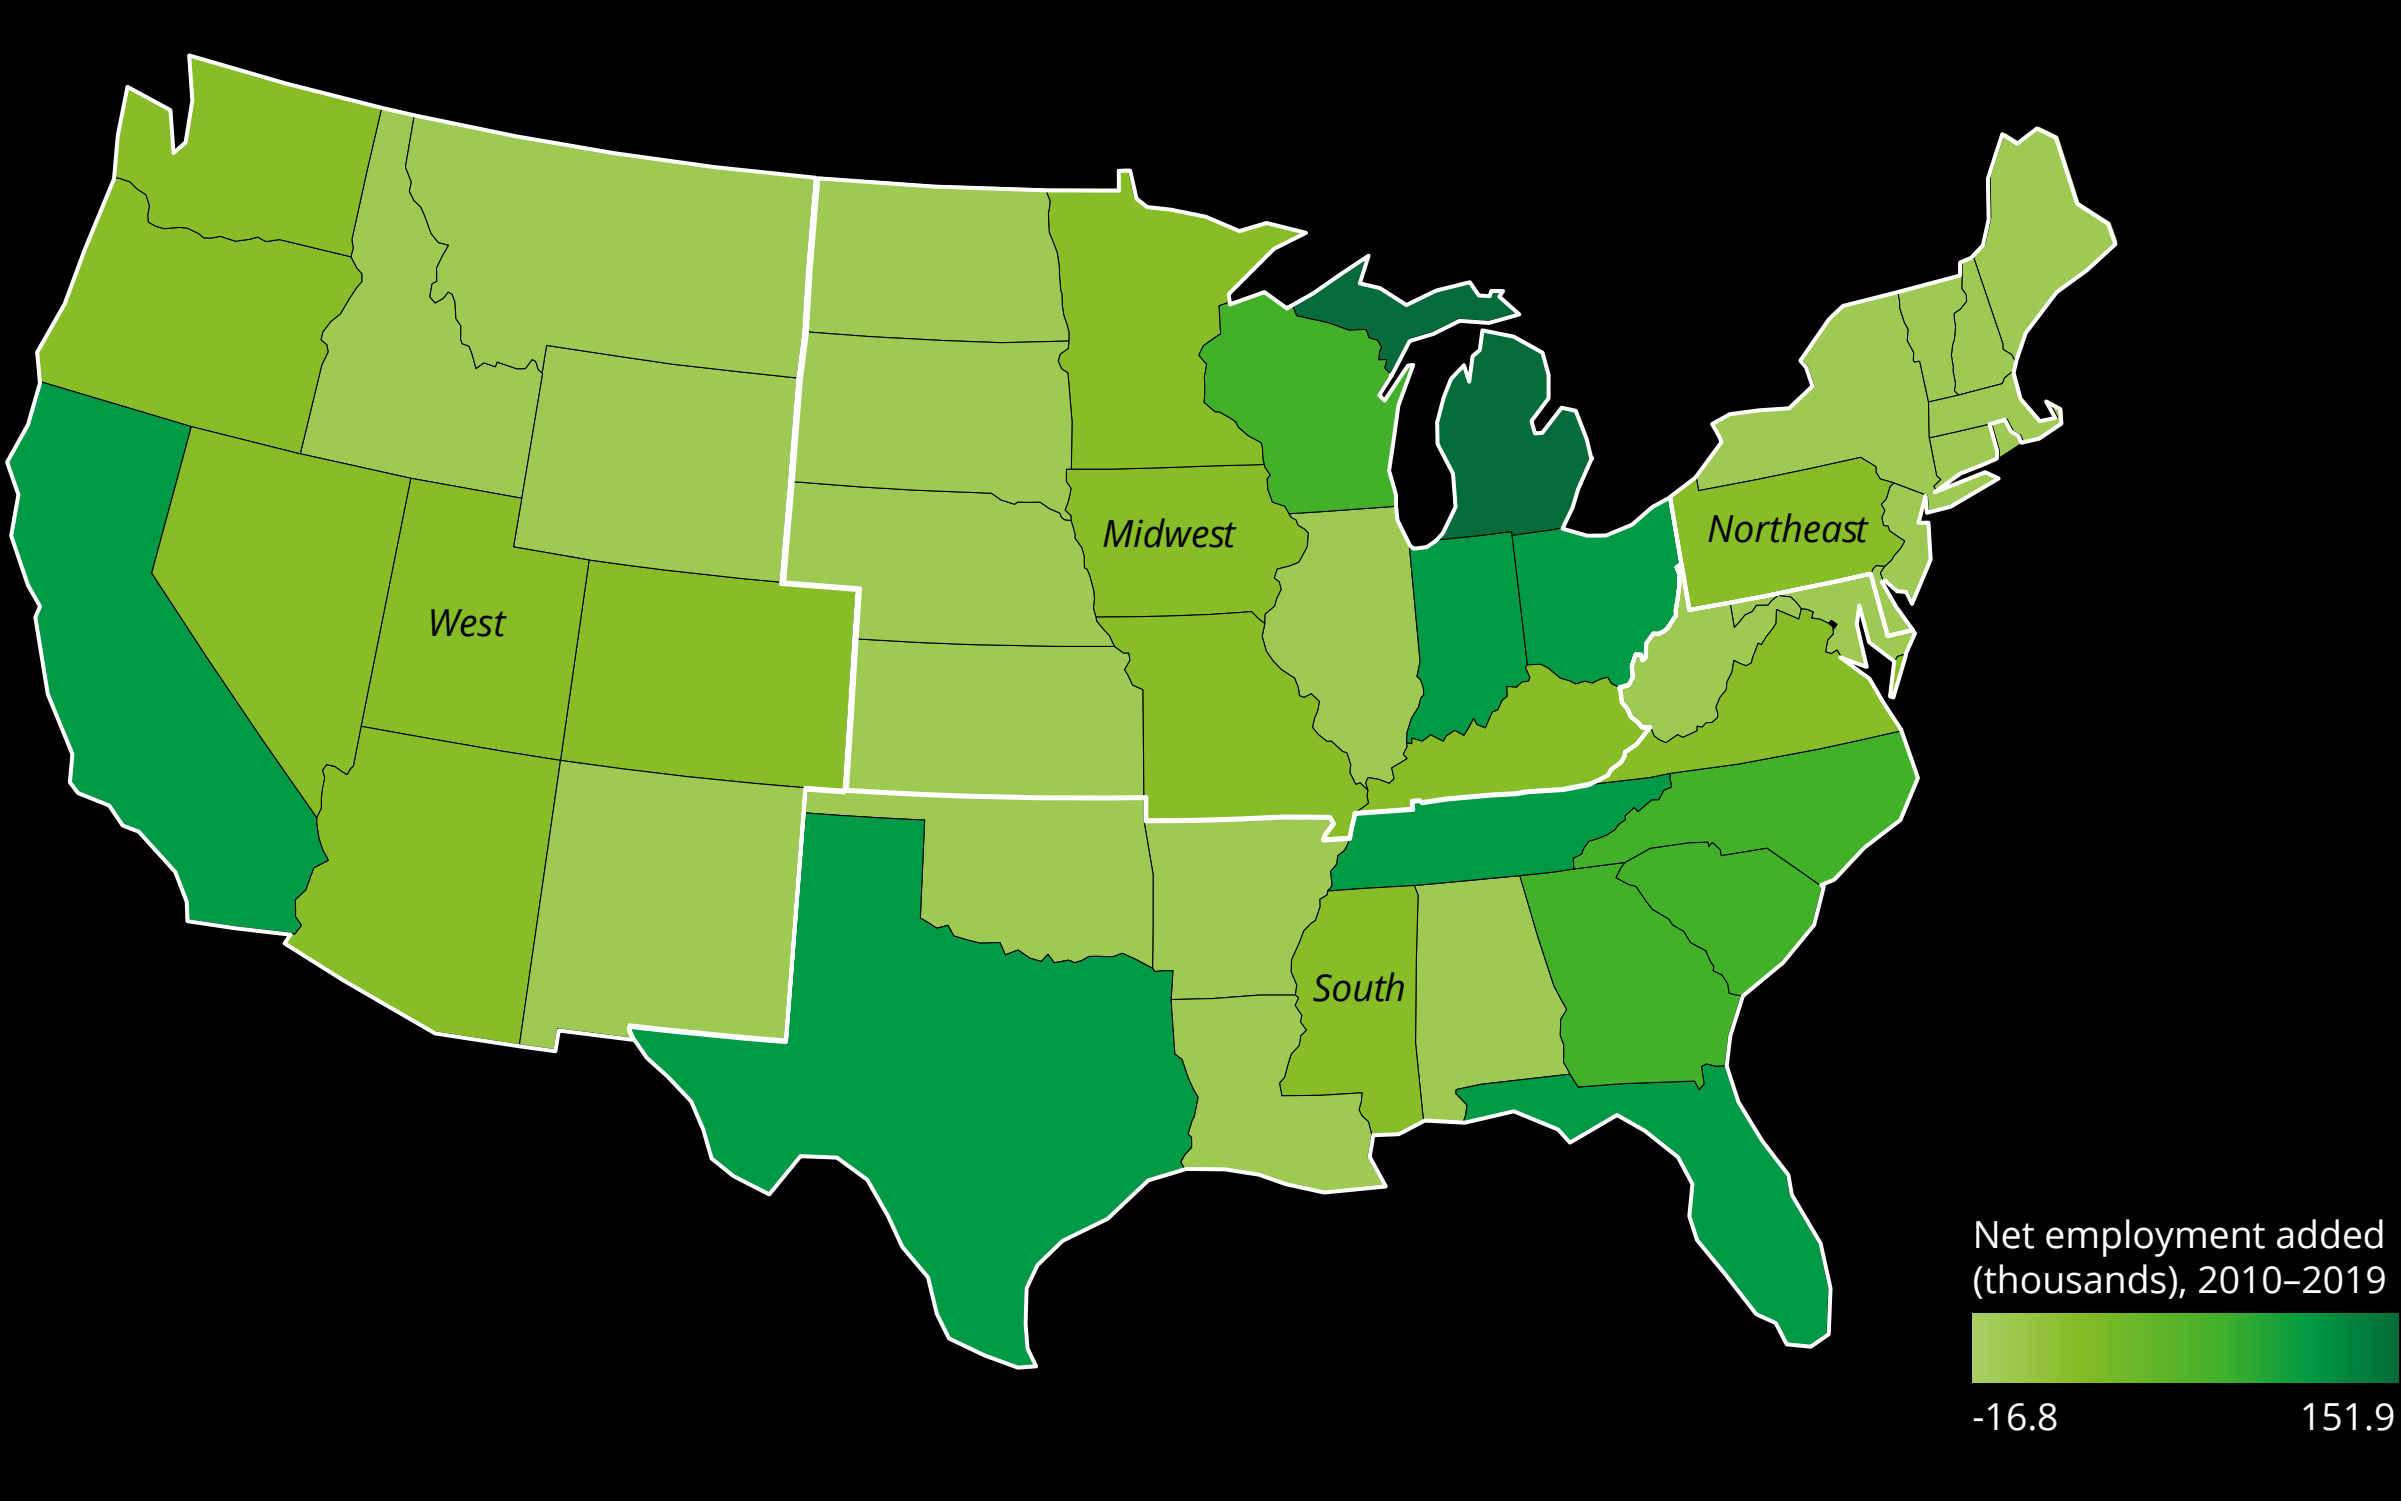 Midwest
Northeast
West
South
Net employment added
(thousands), 2010–2019
-16.8 151.9